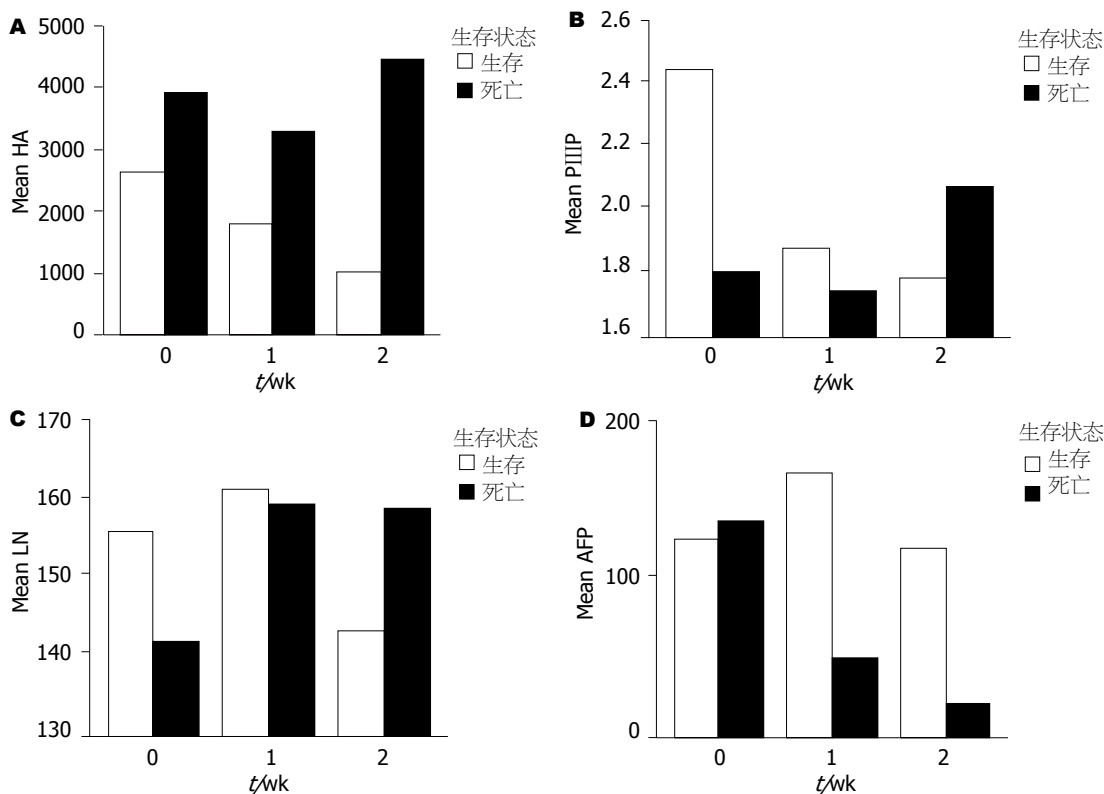 A
5000
4000
3000
2000
1000
0
Mean HA
0 1 2
t/wk
生存状态
生存
死亡
B
2.6
2.4
2.2
2.0
1.8
1.6
Mean PIIIP
0 1 2
t/wk
生存状态
生存
死亡
C
170
160
150
140
130
Mean LN
0 1 2
t/wk
生存状态
生存
死亡
D
200
100
0
Mean AFP
0 1 2
t/wk
生存状态
生存
死亡